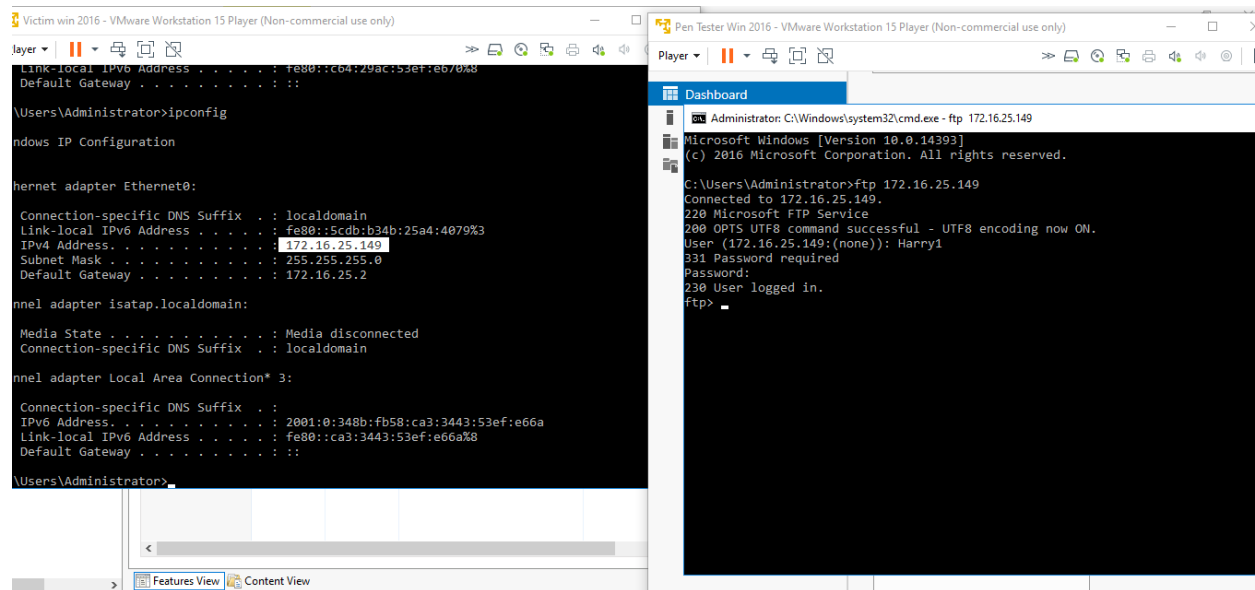 Victim win 2016 - VMware Workstation 15 Player (Non-commercial use only)
layer
Link-local IPv6 Address . . . . . : fe80::c64:29ac:53ef:e670%8
Default Gateway . . . . . . . . . : ::
\Users\Administrator>ipconfig
ndows IP Configuration
hernet adapter Ethernet0:
Connection-specific DNS Suffix  . : localdomain
Link-local IPv6 Address . . . . . : fe80::5cdb:b34b:25a4:4079%3
IPv4 Address. . . . . . . . . . . : 172.16.25.149
Subnet Mask . . . . . . . . . . . : 255.255.255.0
Default Gateway . . . . . . . . . : 172.16.25.2
nnel adapter isatap.localdomain:
Media State . . . . . . . . . . . : Media disconnected
Connection-specific DNS Suffix  . : localdomain
nnel adapter Local Area Connection* 3:
Connection-specific DNS Suffix  . :
IPv6 Address. . . . . . . . . . . : 2001:0:348b:fb58:ca3:3443:53ef:e66a
Link-local IPv6 Address . . . . . : fe80::ca3:3443:53ef:e66a%8
Default Gateway . . . . . . . . . : ::
\Users\Administrator>
Features View
Content View
Pen Tester Win 2016 - VMware Workstation 15 Player (Non-commercial use only)
Player
Dashboard
Administrator: C:\Windows\system32\cmd.exe - ftp 172.16.25.149
Microsoft Windows [Version 10.0.14393]
(c) 2016 Microsoft Corporation. All rights reserved.
C:\Users\Administrator>ftp 172.16.25.149
Connected to 172.16.25.149.
220 Microsoft FTP Service
200 OPTS UTF8 command successful - UTF8 encoding now ON.
User (172.16.25.149:(none)): Harry1
331 Password required
Password:
230 User logged in.
ftp>